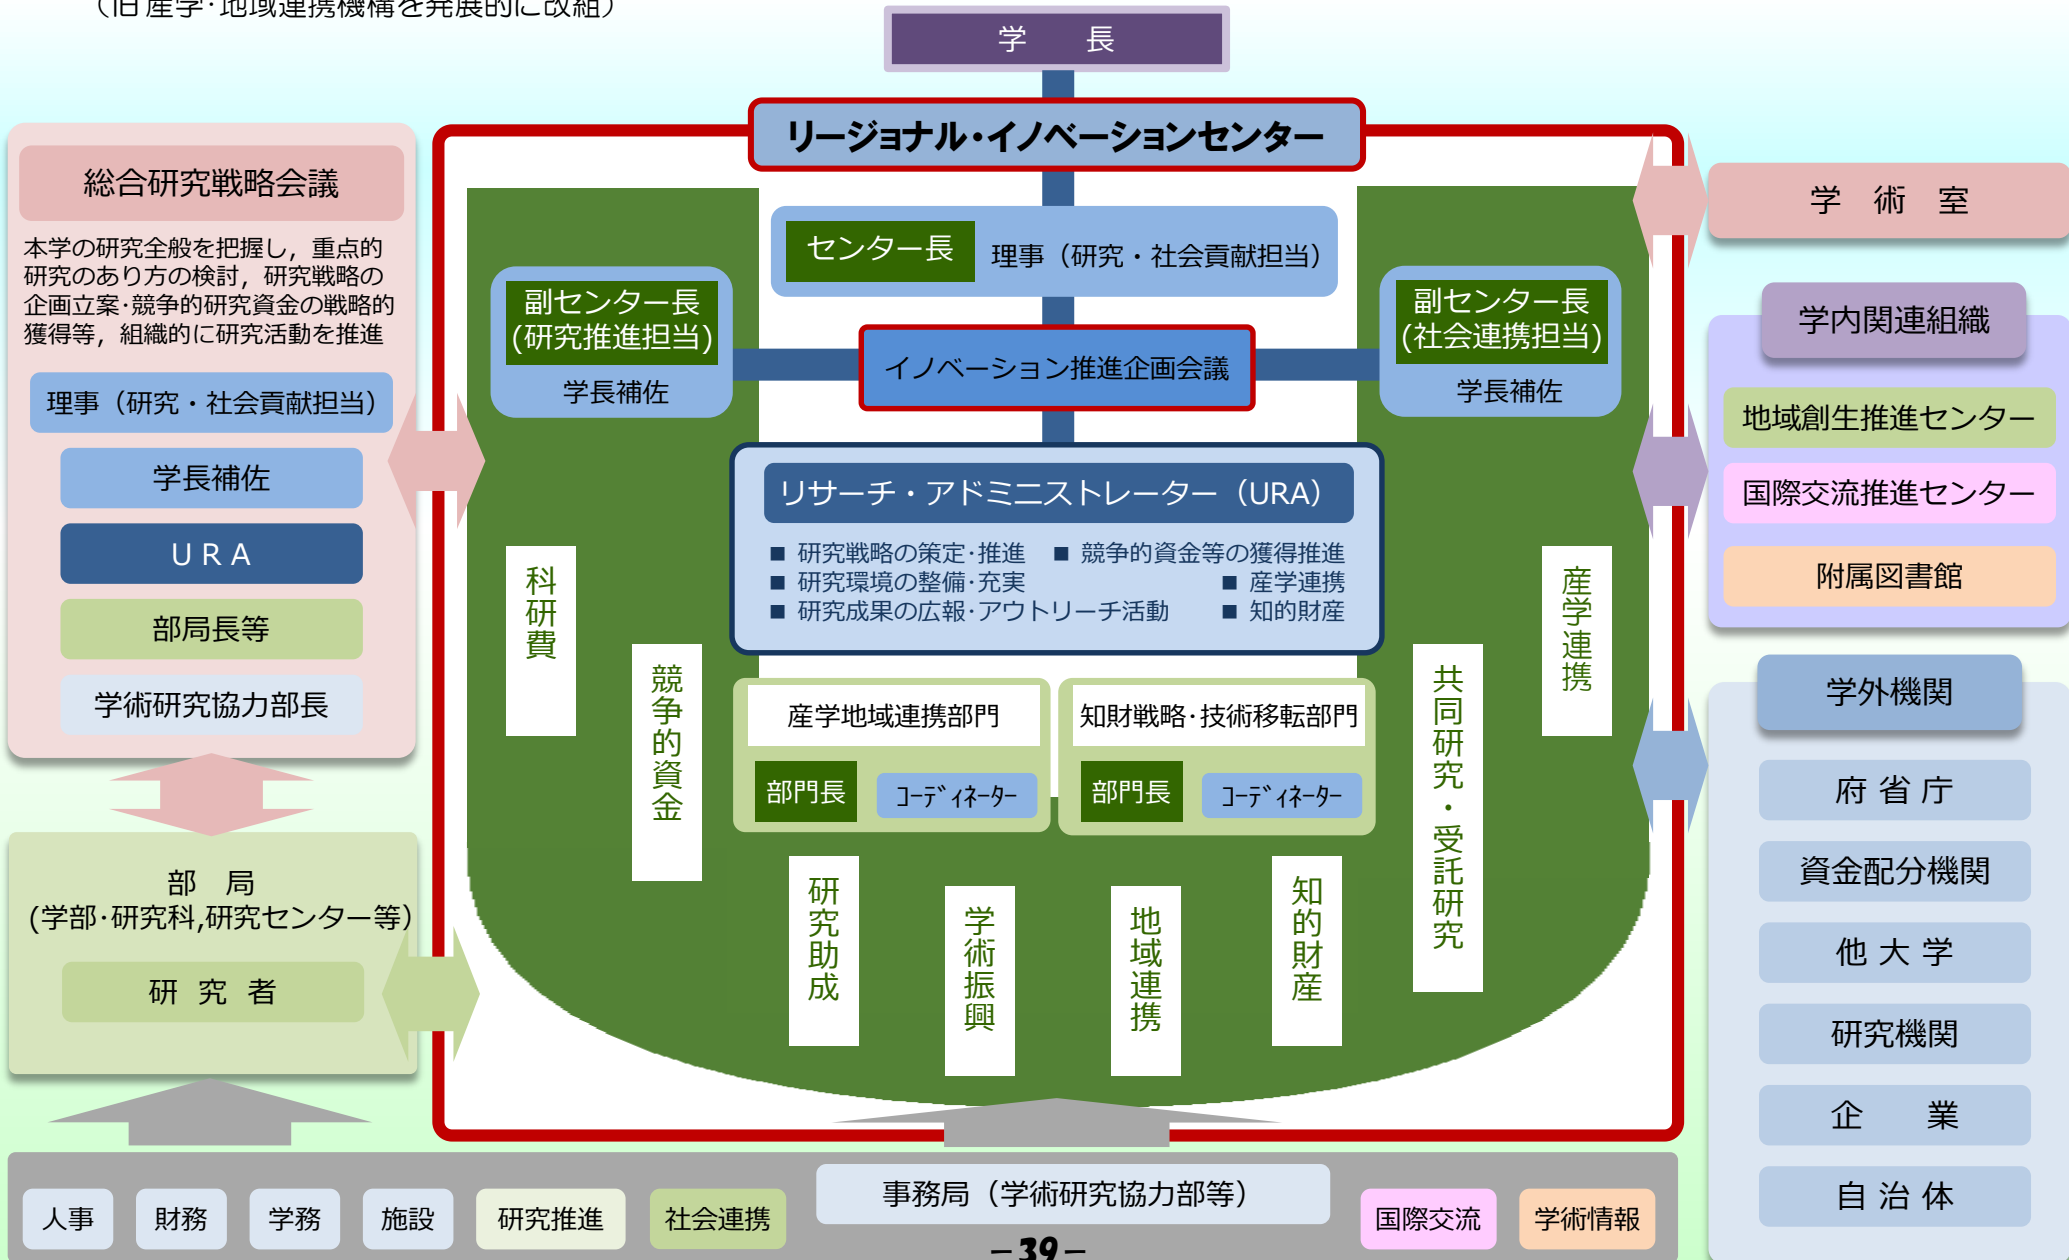 （旧 産学･地域連携機構を発展的に改組）
学　長
リージョナル・イノベーションセンター
総合研究戦略会議
本学の研究全般を把握し，重点的
研究のあり方の検討，研究戦略の
企画立案･競争的研究資金の戦略的
獲得等，組織的に研究活動を推進
理事（研究・社会貢献担当）
学長補佐
ＵＲＡ
部局長等
学術研究協力部長
部　局
(学部･研究科,研究センター等）
研 究 者
センター長
理事（研究・社会貢献担当）
副センター長
(研究推進担当)
学長補佐
イノベーション推進企画会議
副センター長
(社会連携担当)
学長補佐
リサーチ・アドミニストレーター（URA）
■ 研究戦略の策定･推進　■ 競争的資金等の獲得推進
■ 研究環境の整備･充実　■ 産学連携
■ 研究成果の広報･アウトリーチ活動　■ 知的財産
産学地域連携部門
部門長
ｺｰﾃﾞｨﾈｰﾀｰ
知財戦略･技術移転部門
部門長
ｺｰﾃﾞｨﾈｰﾀｰ
科研費
競争的資金
研究助成
学術振興
地域連携
知的財産
共同研究・受託研究
産学連携
学　術　室
学内関連組織
地域創生推進センター
国際交流推進センター
附属図書館
学外機関
府 省 庁
資金配分機関
他 大 学
研究機関
企　　業
自 治 体
事務局（学術研究協力部等）
人事
財務
学務
施設
研究推進
社会連携
国際交流
学術情報
－39－